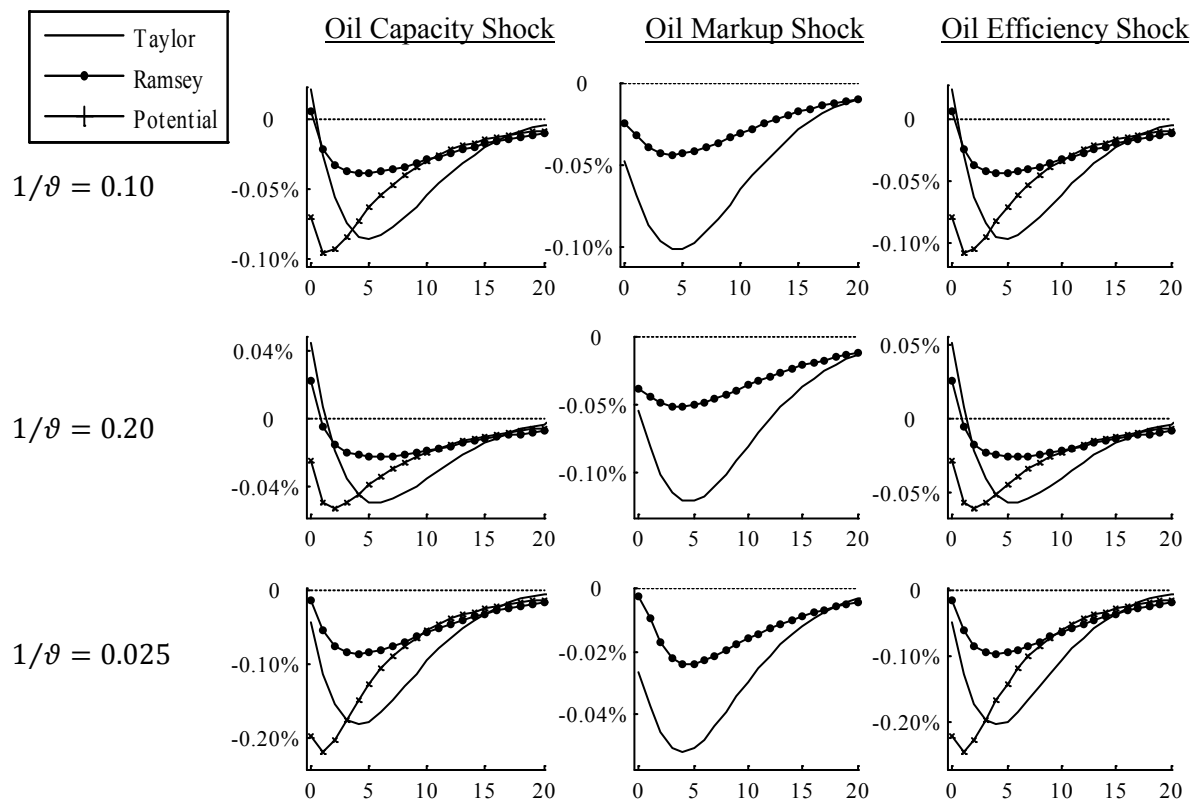 Taylor
Ramsey
Potential
Oil Capacity Shock
Oil Markup Shock
Oil Efficiency Shock
1/𝜗 = 0.10
0
-0.05%
-0.10%
0 5 10 15 20
0
-0.05%
-0.10%
0 5 10 15 20
0
-0.05%
-0.10%
0 5 10 15 20
1/𝜗 = 0.20
0.04%
0
-0.04%
0 5 10 15 20
0
-0.05%
-0.10%
0 5 10 15 20
0.05%
0
-0.05%
0 5 10 15 20
1/𝜗 = 0.025
0
-0.10%
-0.20%
0 5 10 15 20
0
-0.02%
-0.04%
0 5 10 15 20
0
-0.10%
-0.20%
0 5 10 15 20